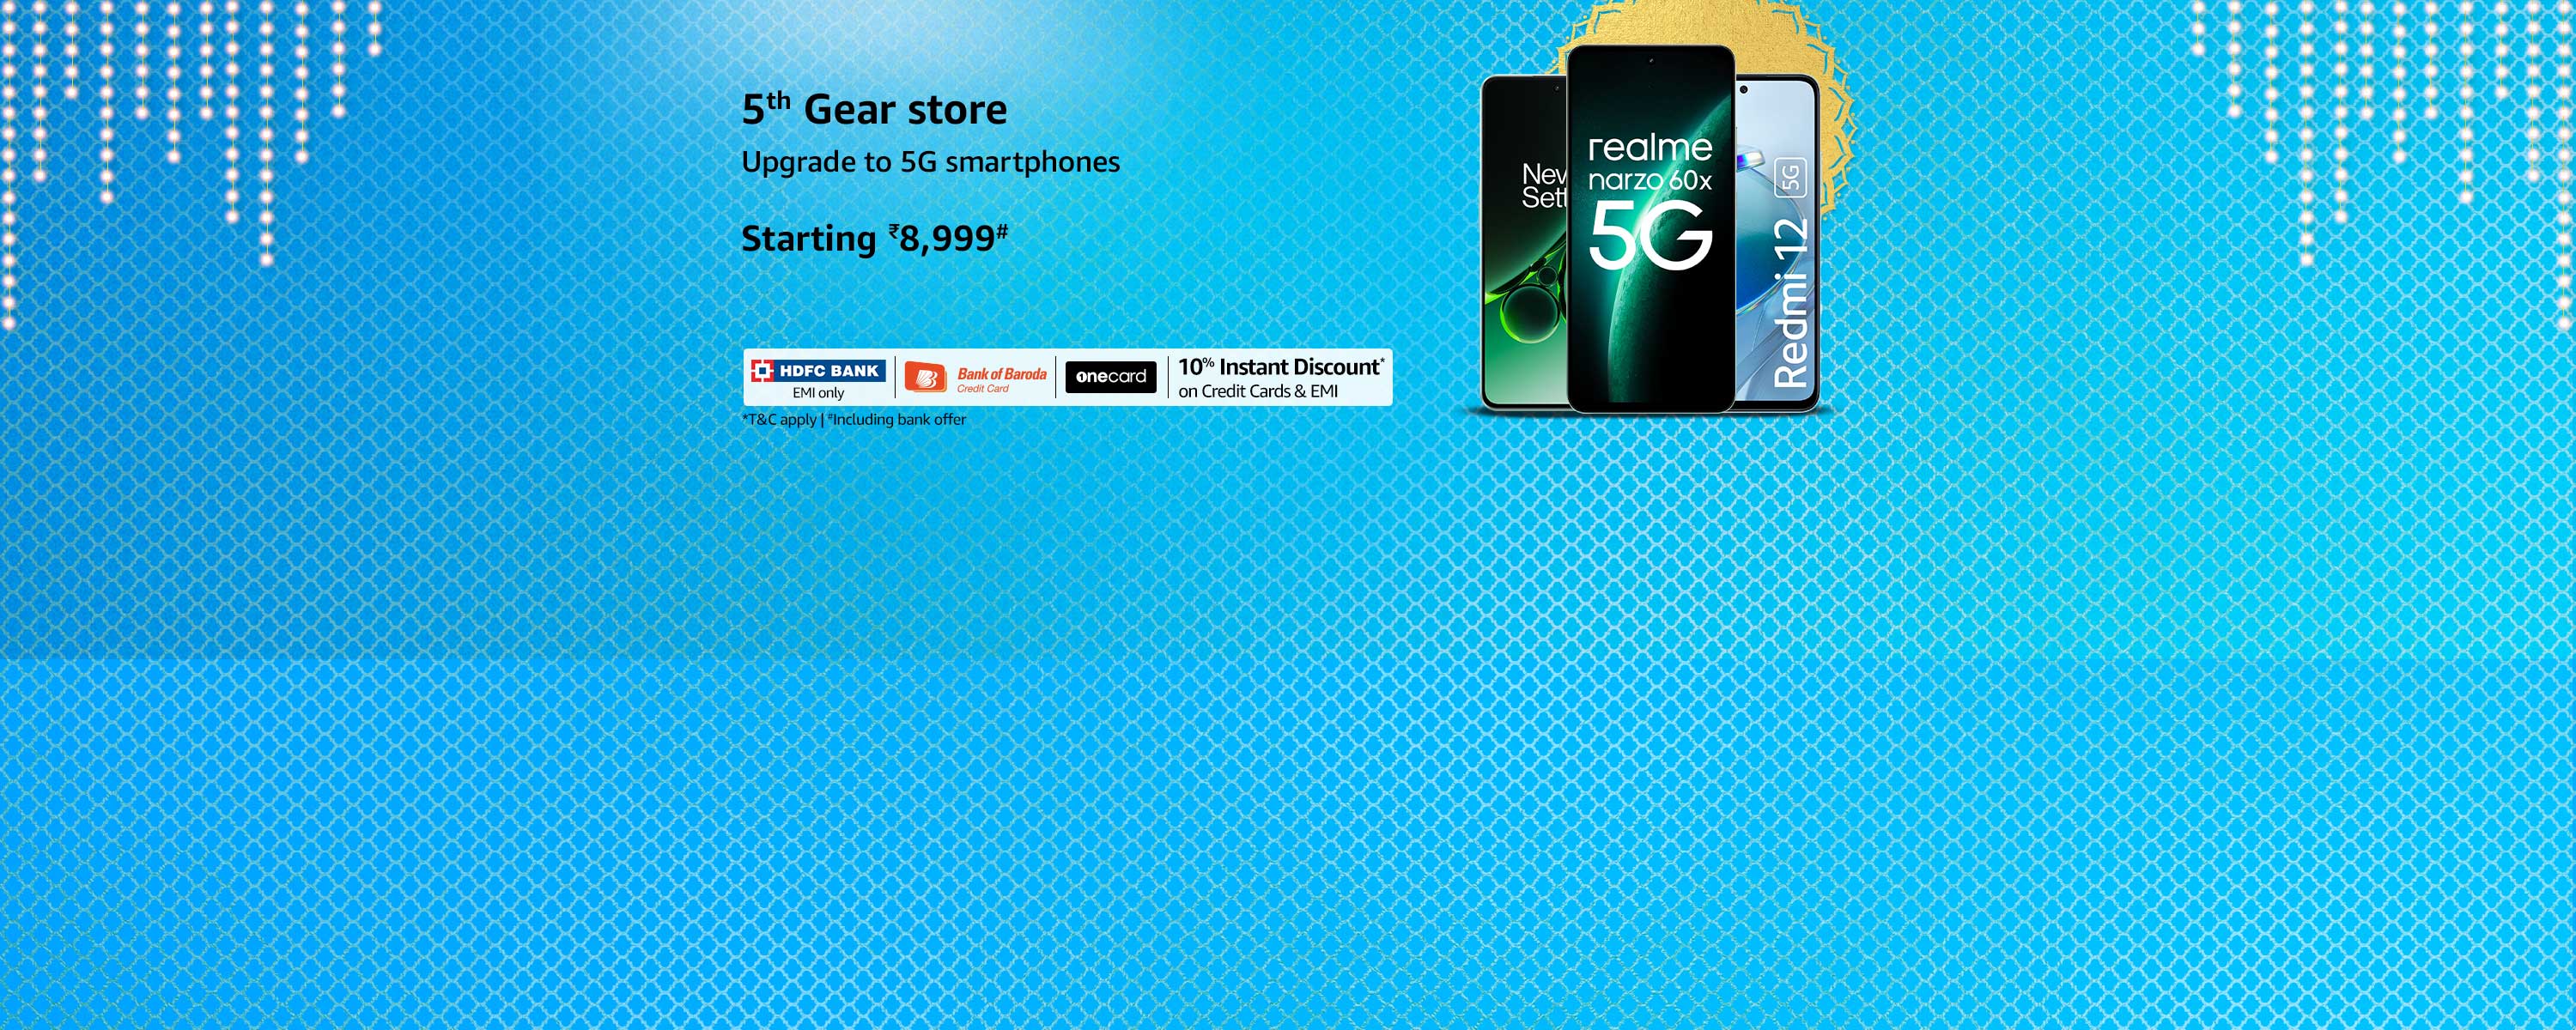 5th Gear store
Upgrade to 5G smartphones
Starting ₹8,999#
HDFC BANK
EMI only
Bank of Baroda
Credit Card
onecard
10% Instant Discount*
on Credit Cards & EMI
*T&C apply | #Including bank offer
New
Sett
realme
narzo 60x
5G
Redmi 12 5G